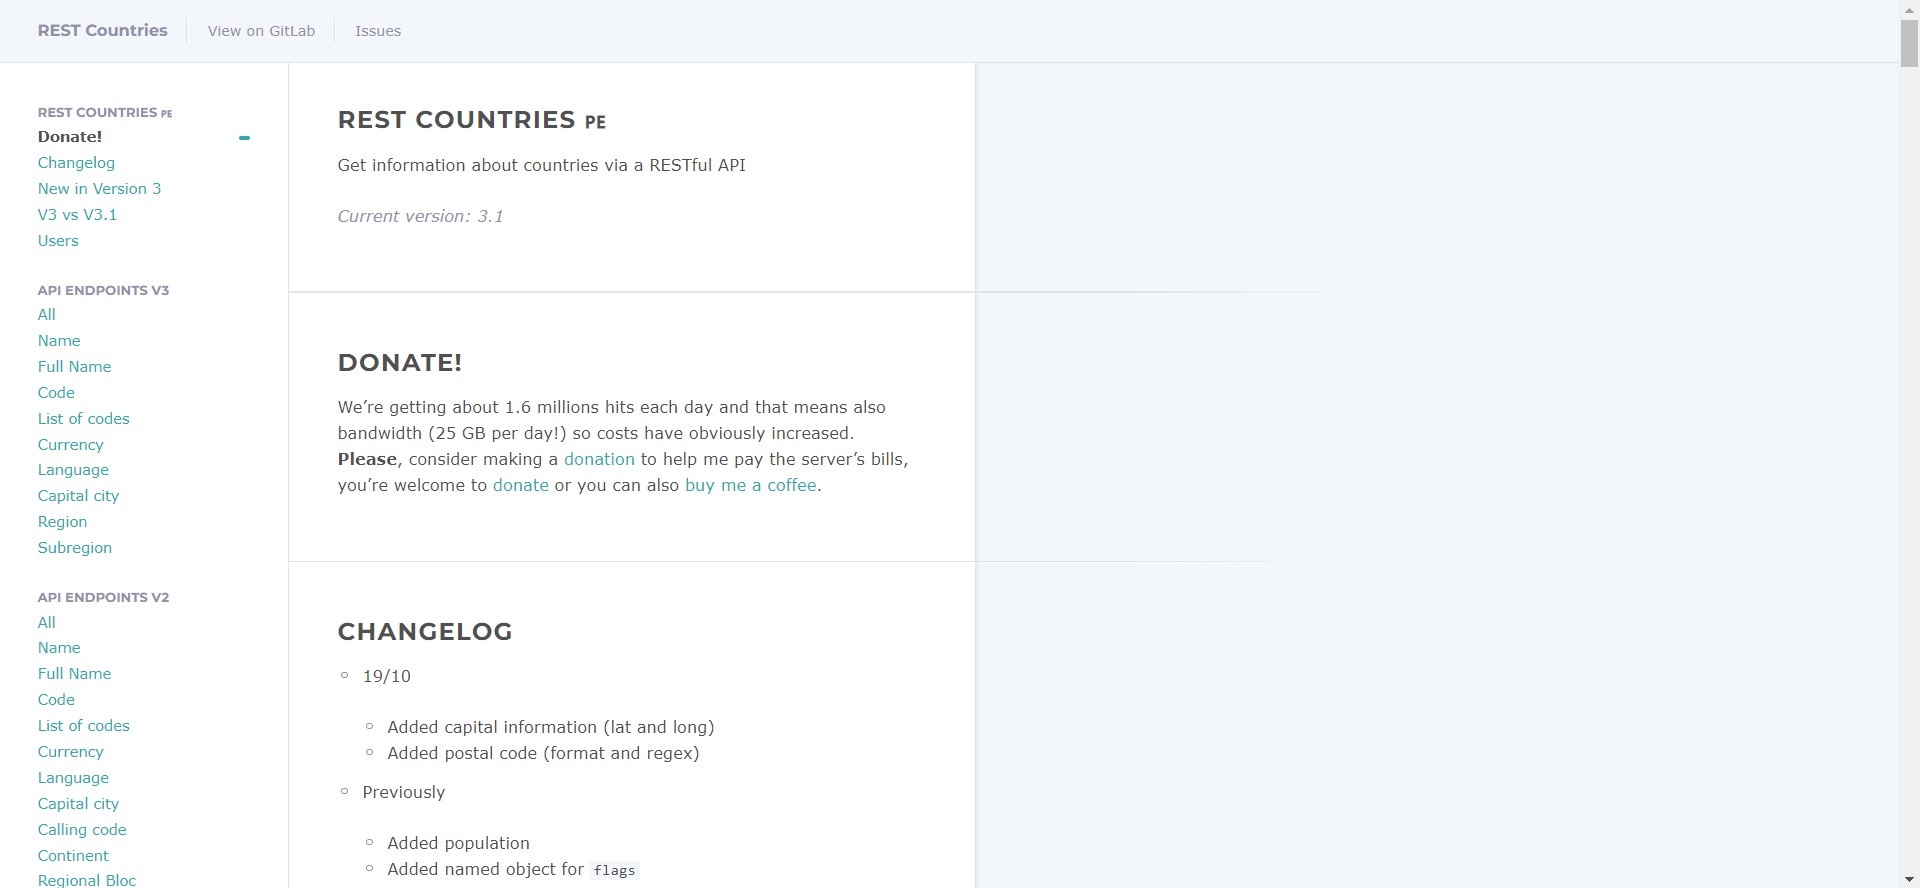 REST Countries
View on GitLab
Issues
REST COUNTRIES PE
Donate!
Changelog
New in Version 3
V3 vs V3.1
Users
API ENDPOINTS V3
All
Name
Full Name
Code
List of codes
Currency
Language
Capital city
Region
Subregion
API ENDPOINTS V2
All
Name
Full Name
Code
List of codes
Currency
Language
Capital city
Calling code
Continent
Regional Bloc
REST COUNTRIES PE
Get information about countries via a RESTful API
Current version: 3.1
DONATE!
We’re getting about 1.6 millions hits each day and that means also
bandwidth (25 GB per day!) so costs have obviously increased.
Please, consider making a donation to help me pay the server’s bills,
you’re welcome to donate or you can also buy me a coffee.
CHANGELOG
19/10
Added capital information (lat and long)
Added postal code (format and regex)
Previously
Added population
Added named object for flags